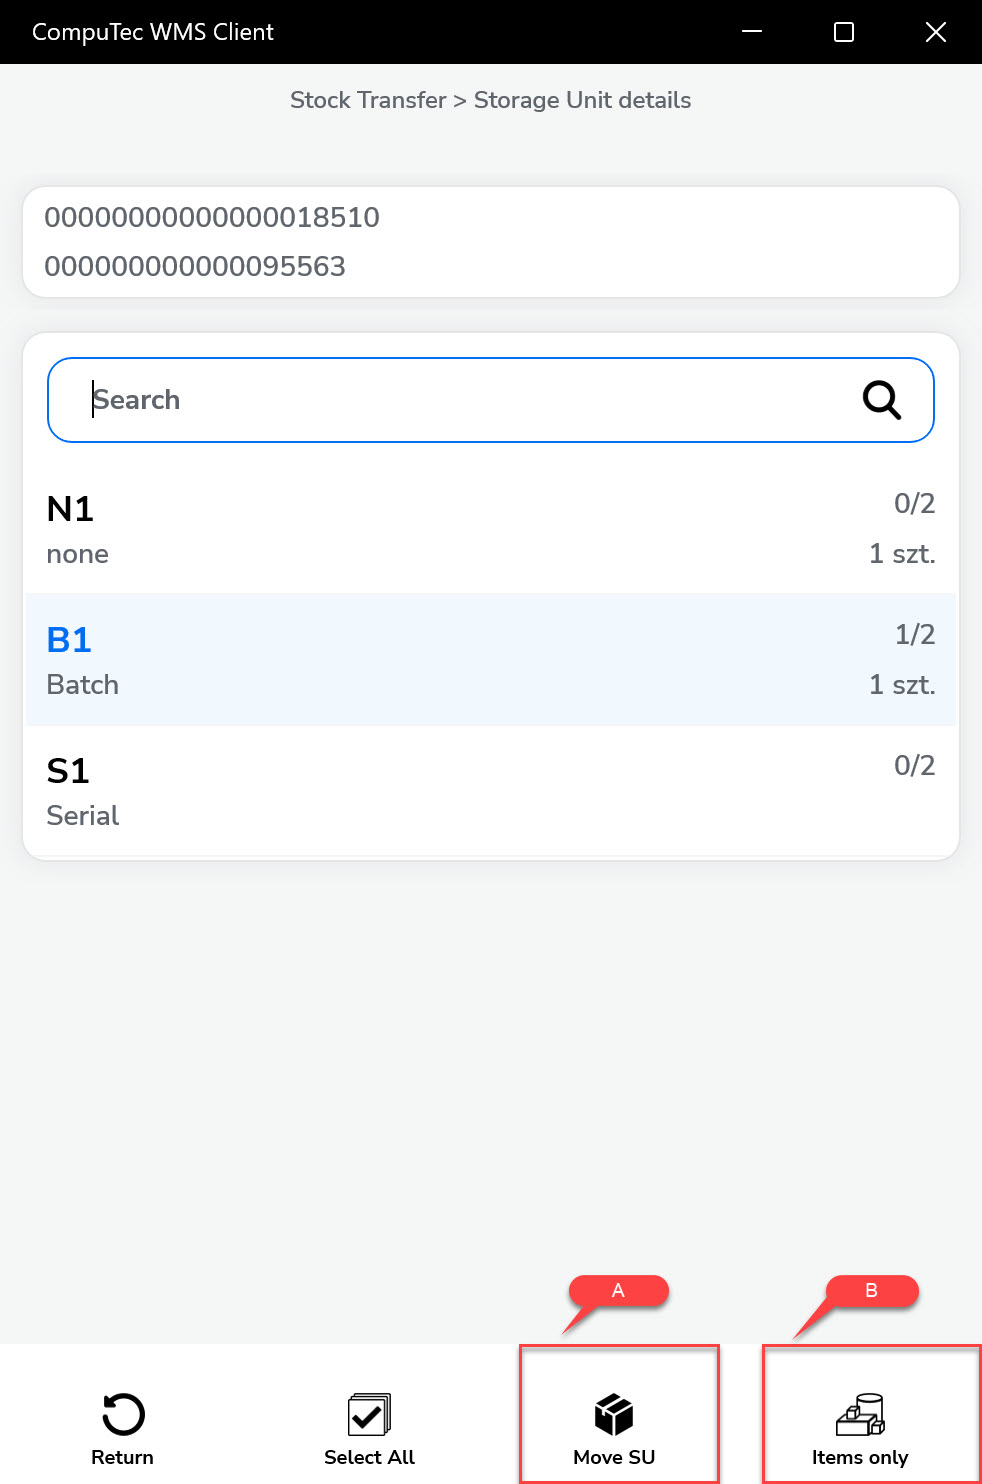 CompuTec WMS Client
Stock Transfer > Storage Unit details
00000000000000018510
000000000000095563
Search
N1
0/2
none
1 szt.
B1
1/2
Batch
1 szt.
S1
0/2
Serial
A
B
Return
Select All
Move SU
Items only